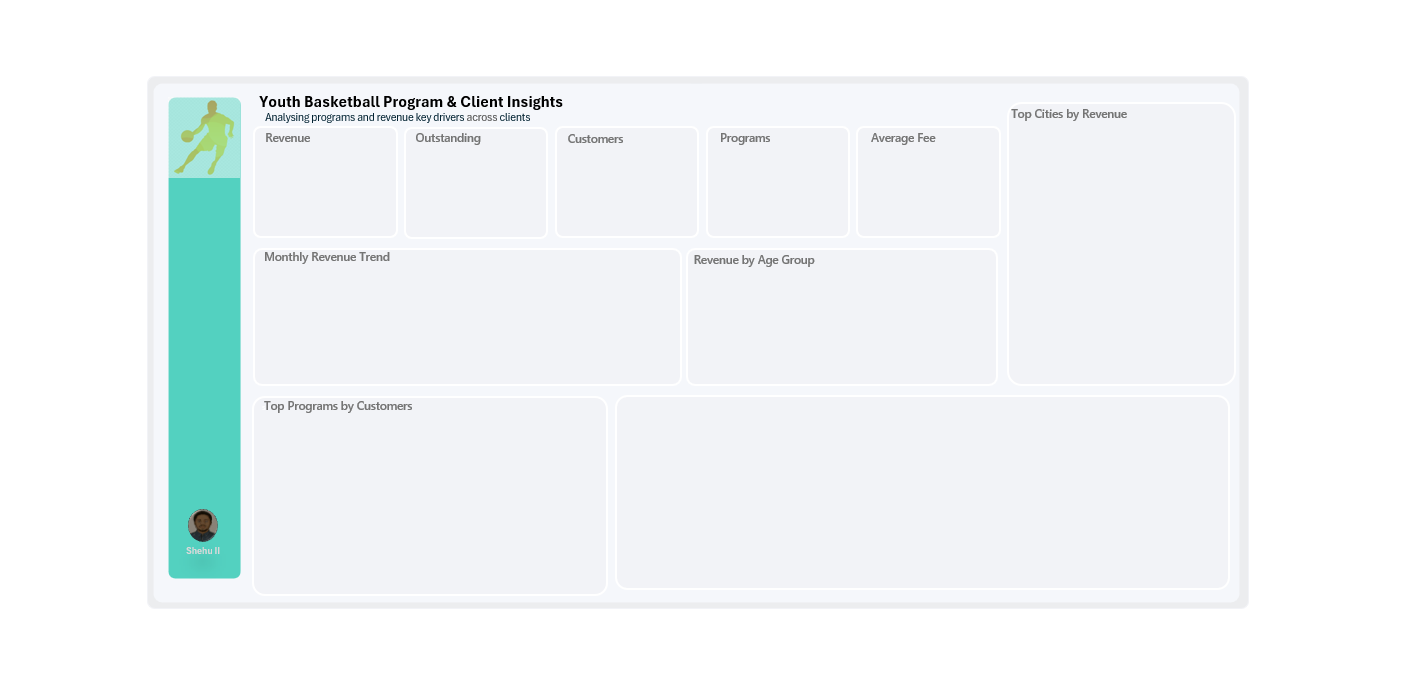 Youth Basketball Program & Client Insights
Analysing programs and revenue key drivers across clients
Revenue
Outstanding
Customers
Programs
Average Fee
Top Cities by Revenue
Monthly Revenue Trend
Revenue by Age Group
Top Programs by Customers
Shehu II